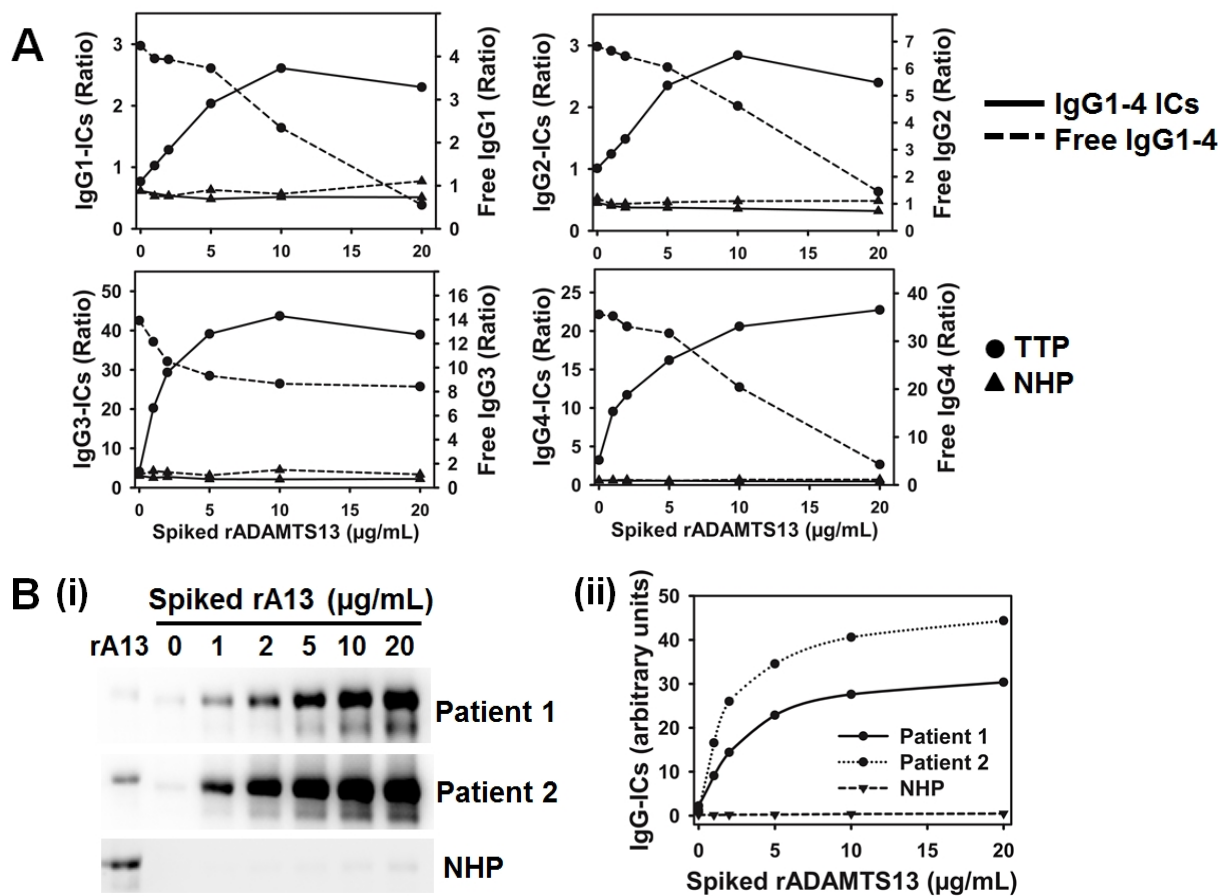 A
IgG1-ICs (Ratio)
3
2
1
0
4
3
2
1
0
Free IgG1 (Ratio)
0 5 10 15 20
IgG2-ICs (Ratio)
3
2
1
0
7
6
5
4
3
2
1
0
Free IgG2 (Ratio)
0 5 10 15 20
IgG1-4 ICs
Free IgG1-4
IgG3-ICs (Ratio)
50
40
30
20
10
0
16
14
12
10
8
6
4
2
0
Free IgG3 (Ratio)
0 5 10 15 20
Spiked rADAMTS13 (µg/mL)
IgG4-ICs (Ratio)
25
20
15
10
5
0
40
30
20
10
0
Free IgG4 (Ratio)
0 5 10 15 20
Spiked rADAMTS13 (µg/mL)
TTP
NHP
B (i)
Spiked rA13 (µg/mL)
rA13 0 1 2 5 10 20
Patient 1
Patient 2
NHP
(ii)
IgG-ICs (arbitrary units)
50
40
30
20
10
0
Patient 1
Patient 2
NHP
0 5 10 15 20
Spiked rADAMTS13 (µg/mL)